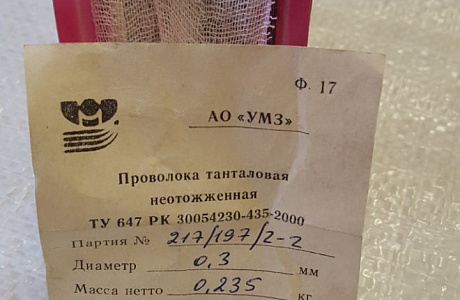 Ф. 17
АО «УМЗ»
Проволока танталовая
неотожженная
ТУ 647 РК 30054230-435-2000
Партия № 217/197/2-2
Диаметр 0,3 мм
Масса нетто 0,235 кг